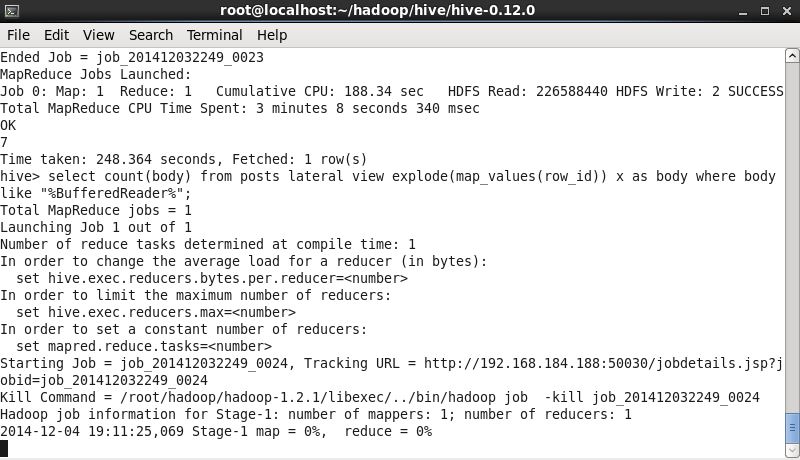 root@localhost:~/hadoop/hive/hive-0.12.0
File Edit View Search Terminal Help
Ended Job = job_201412032249_0023
MapReduce Jobs Launched:
Job 0: Map: 1  Reduce: 1   Cumulative CPU: 188.34 sec   HDFS Read: 226588440 HDFS Write: 2 SUCCESS
Total MapReduce CPU Time Spent: 3 minutes 8 seconds 340 msec
OK
7
Time taken: 248.364 seconds, Fetched: 1 row(s)
hive> select count(body) from posts lateral view explode(map_values(row_id)) x as body where body
like "%BufferedReader%";
Total MapReduce jobs = 1
Launching Job 1 out of 1
Number of reduce tasks determined at compile time: 1
In order to change the average load for a reducer (in bytes):
  set hive.exec.reducers.bytes.per.reducer=<number>
In order to limit the maximum number of reducers:
  set hive.exec.reducers.max=<number>
In order to set a constant number of reducers:
  set mapred.reduce.tasks=<number>
Starting Job = job_201412032249_0024, Tracking URL = http://192.168.184.188:50030/jobdetails.jsp?j
obid=job_201412032249_0024
Kill Command = /root/hadoop/hadoop-1.2.1/libexec/../bin/hadoop job  -kill job_201412032249_0024
Hadoop job information for Stage-1: number of mappers: 1; number of reducers: 1
2014-12-04 19:11:25,069 Stage-1 map = 0%,  reduce = 0%